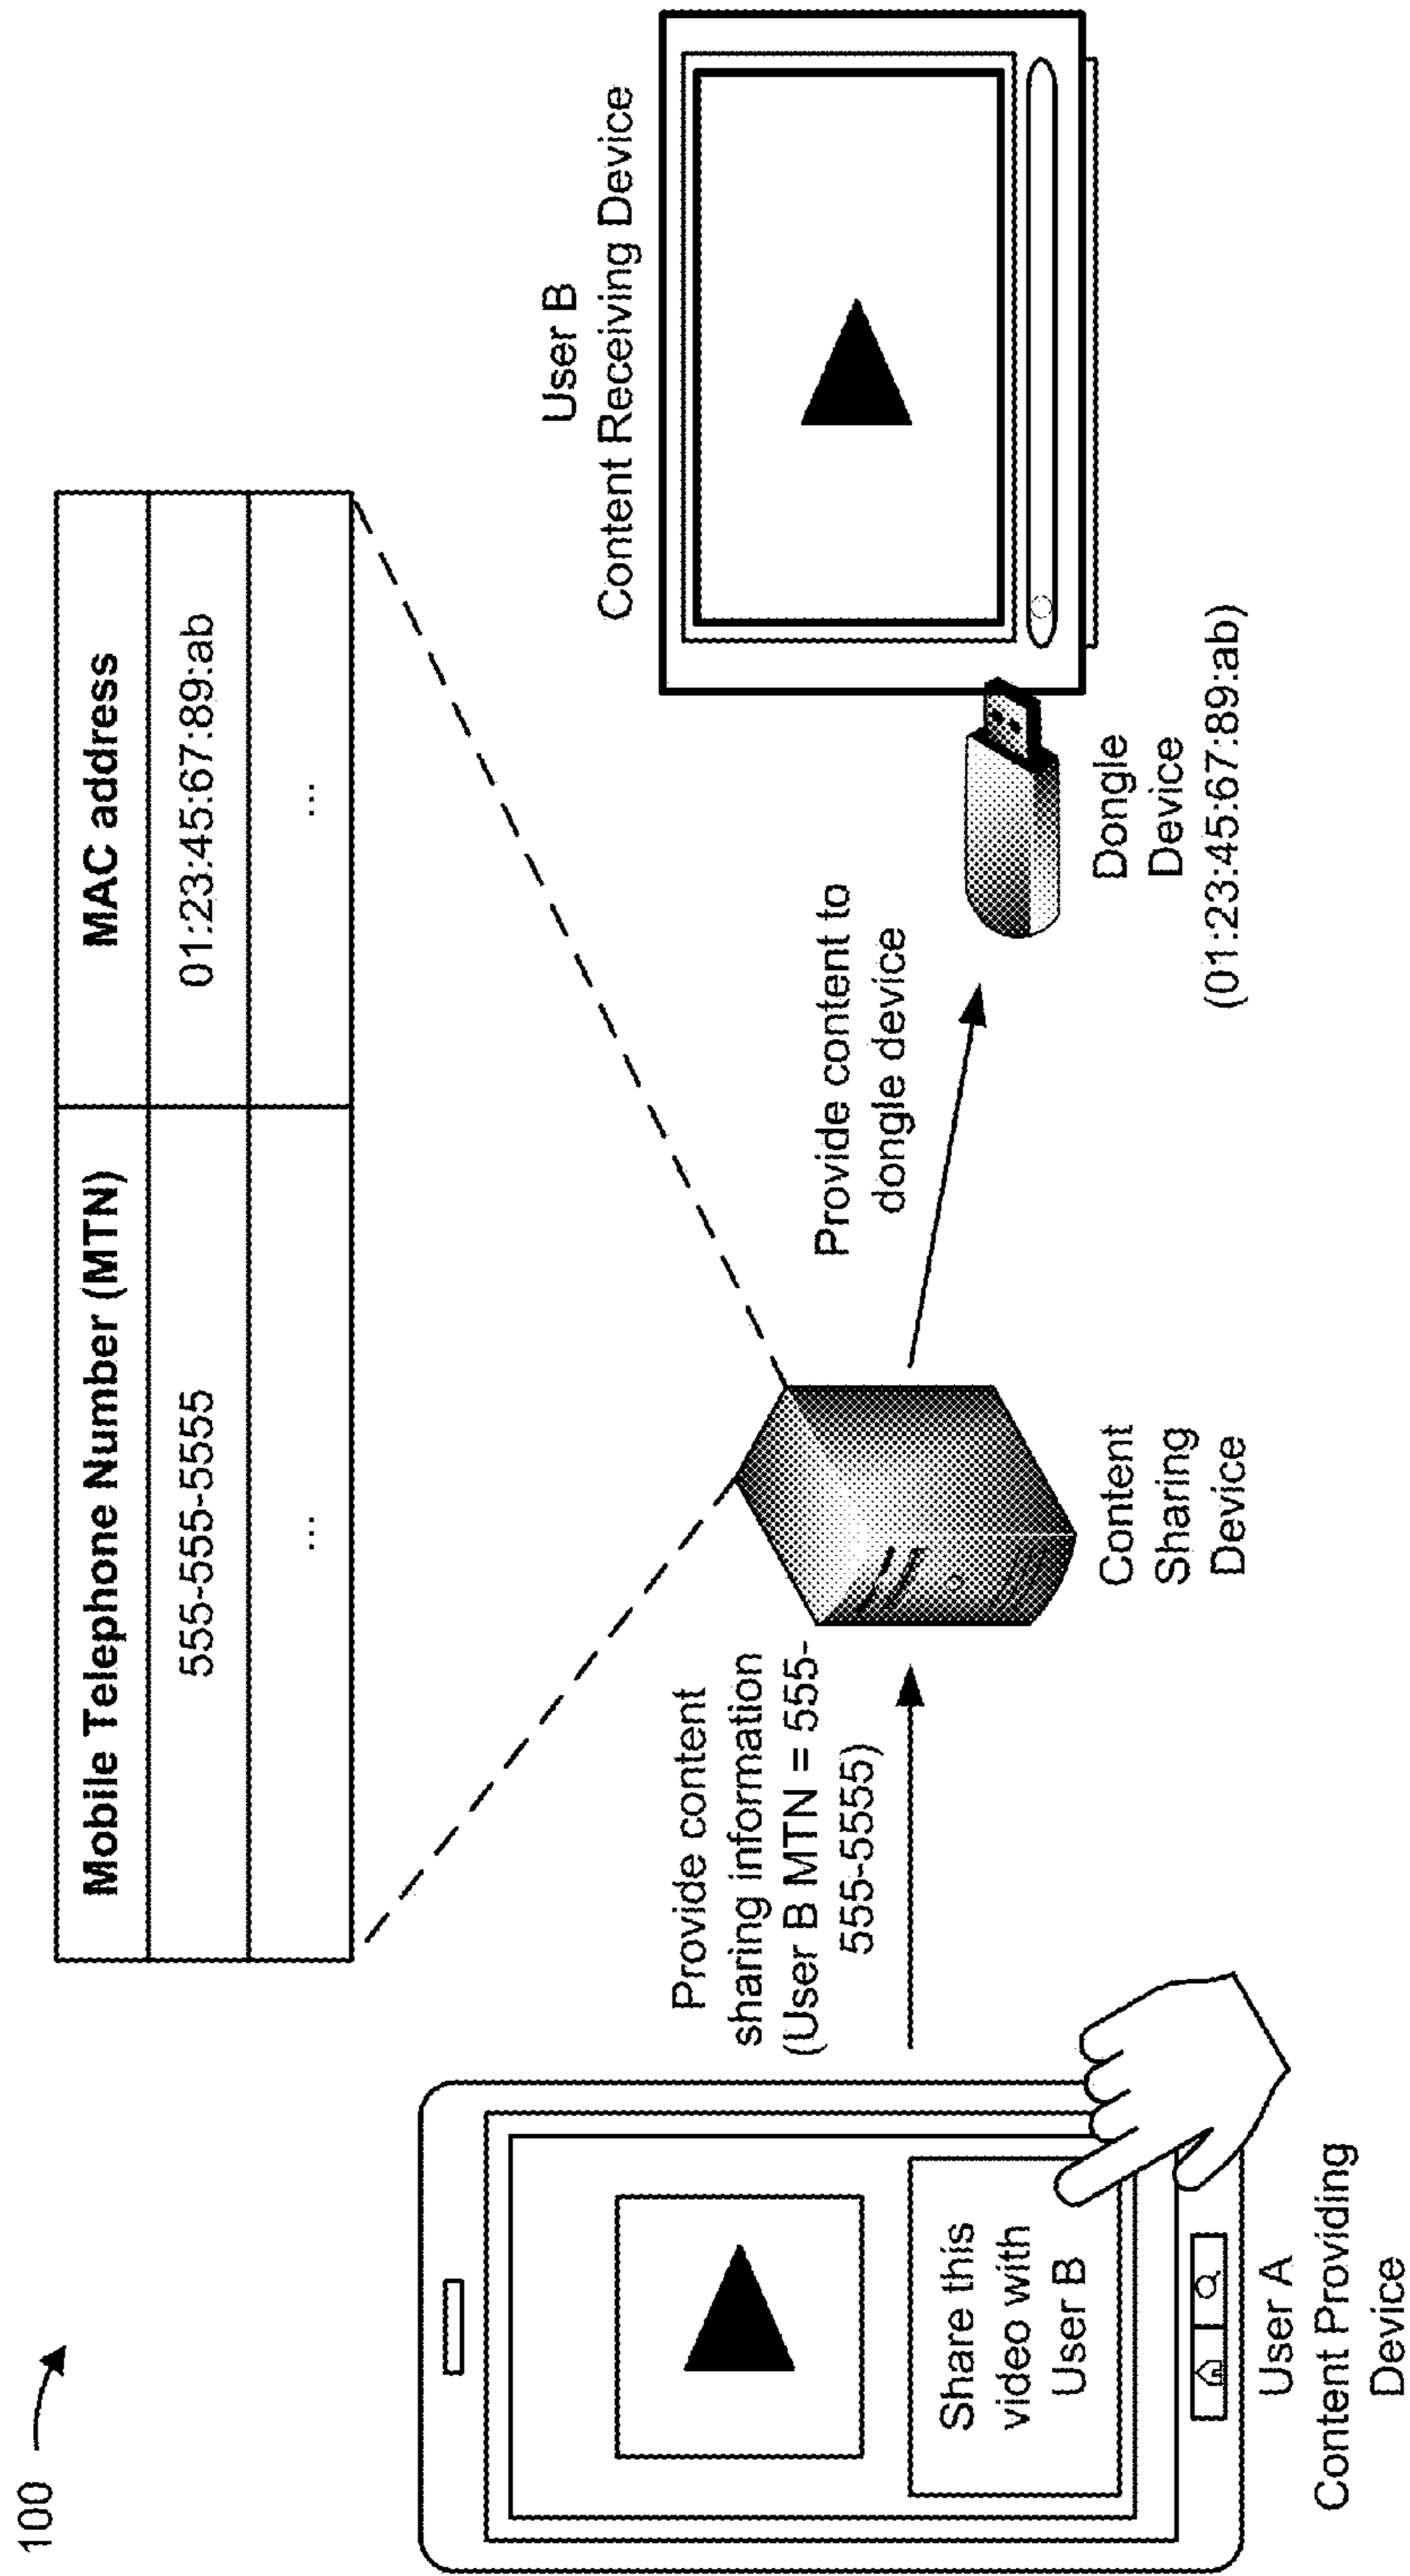 100
Mobile Telephone Number (MTN)
MAC address
555-555-5555
01:23:45:67:89:ab
...
...
Share this
video with
User B
User A
Content Providing
Device
Provide content
sharing information
(User B MTN = 555-
555-5555)
Content
Sharing
Device
Provide content to
dongle device
Dongle
Device
(01:23:45:67:89:ab)
User B
Content Receiving Device